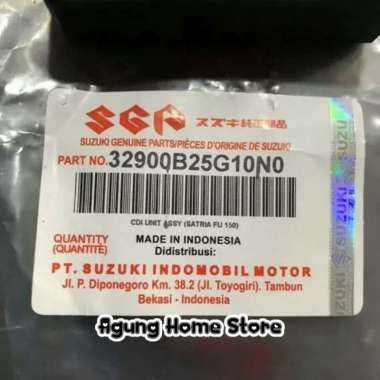 SGP スズキ純正部品
SUZUKI GENUINE PARTS/PIÈCES D'ORIGINE DE SUZUKI
PART NO.32900B25G10N0
CDI UNIT ASSY (SATRIA FU 150)
QUANTITY
(QUANTITÉ)
MADE IN INDONESIA
Didistribusi:
PT. SUZUKI INDOMOBIL MOTOR
Jl. P. Diponegoro Km. 38.2 (Jl. Toyogiri). Tambun
Bekasi - Indonesia
SUZUKI
SUZUKI
Agung Home Store